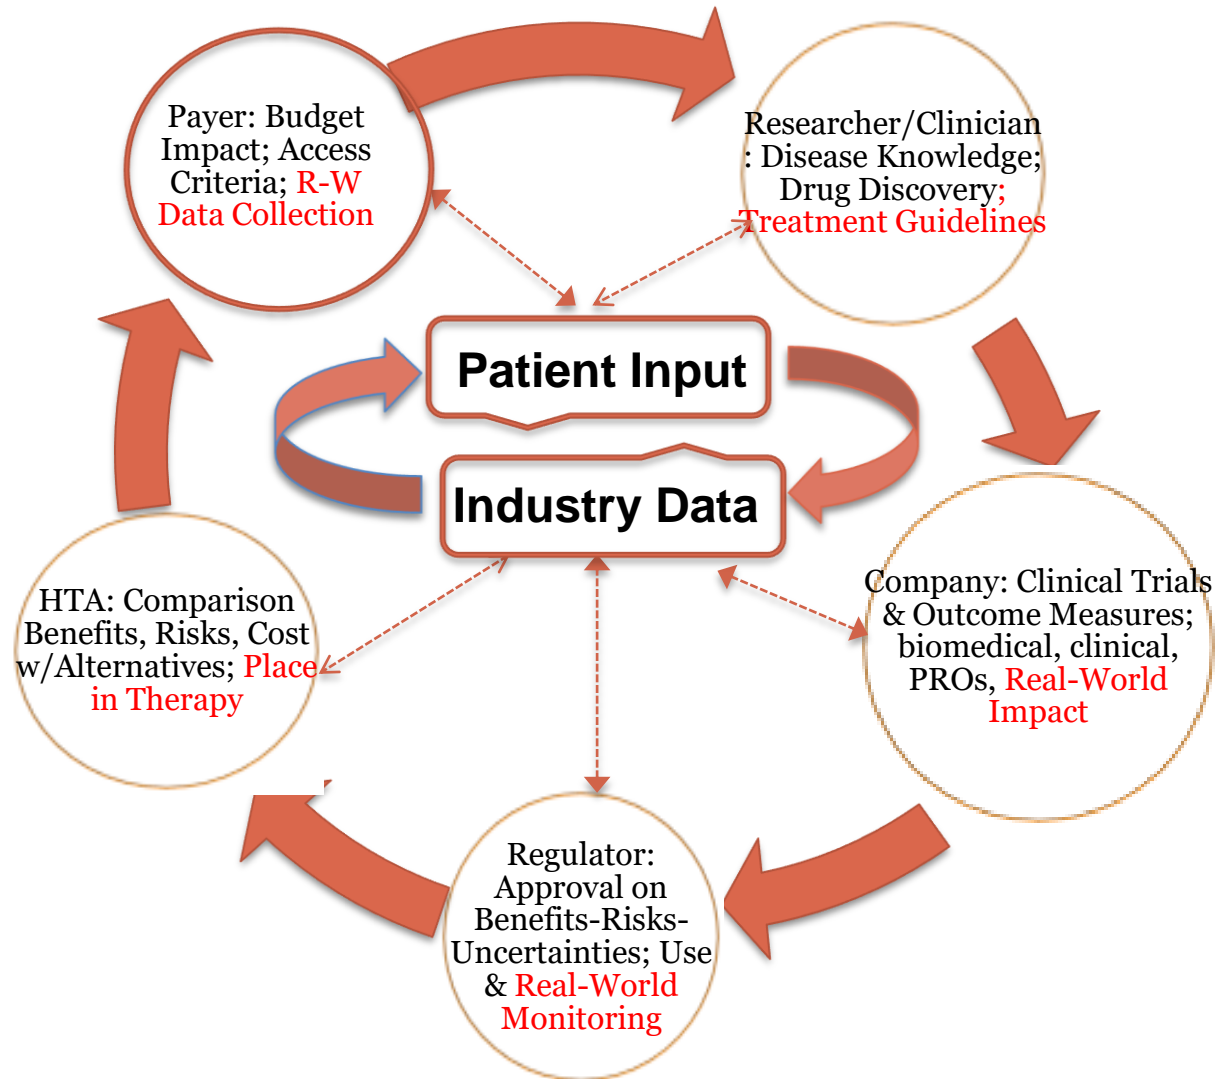 Payer: Budget
Impact; Access
Criteria; R-W
Data Collection
Researcher/Clinician
: Disease Knowledge;
Drug Discovery;
Treatment Guidelines
Patient Input
Industry Data
HTA: Comparison
Benefits, Risks, Cost
w/Alternatives; Place
in Therapy
Company: Clinical Trials
& Outcome Measures;
biomedical, clinical,
PROs, Real-World
Impact
Regulator:
Approval on
Benefits-Risks-
Uncertainties; Use
& Real-World
Monitoring